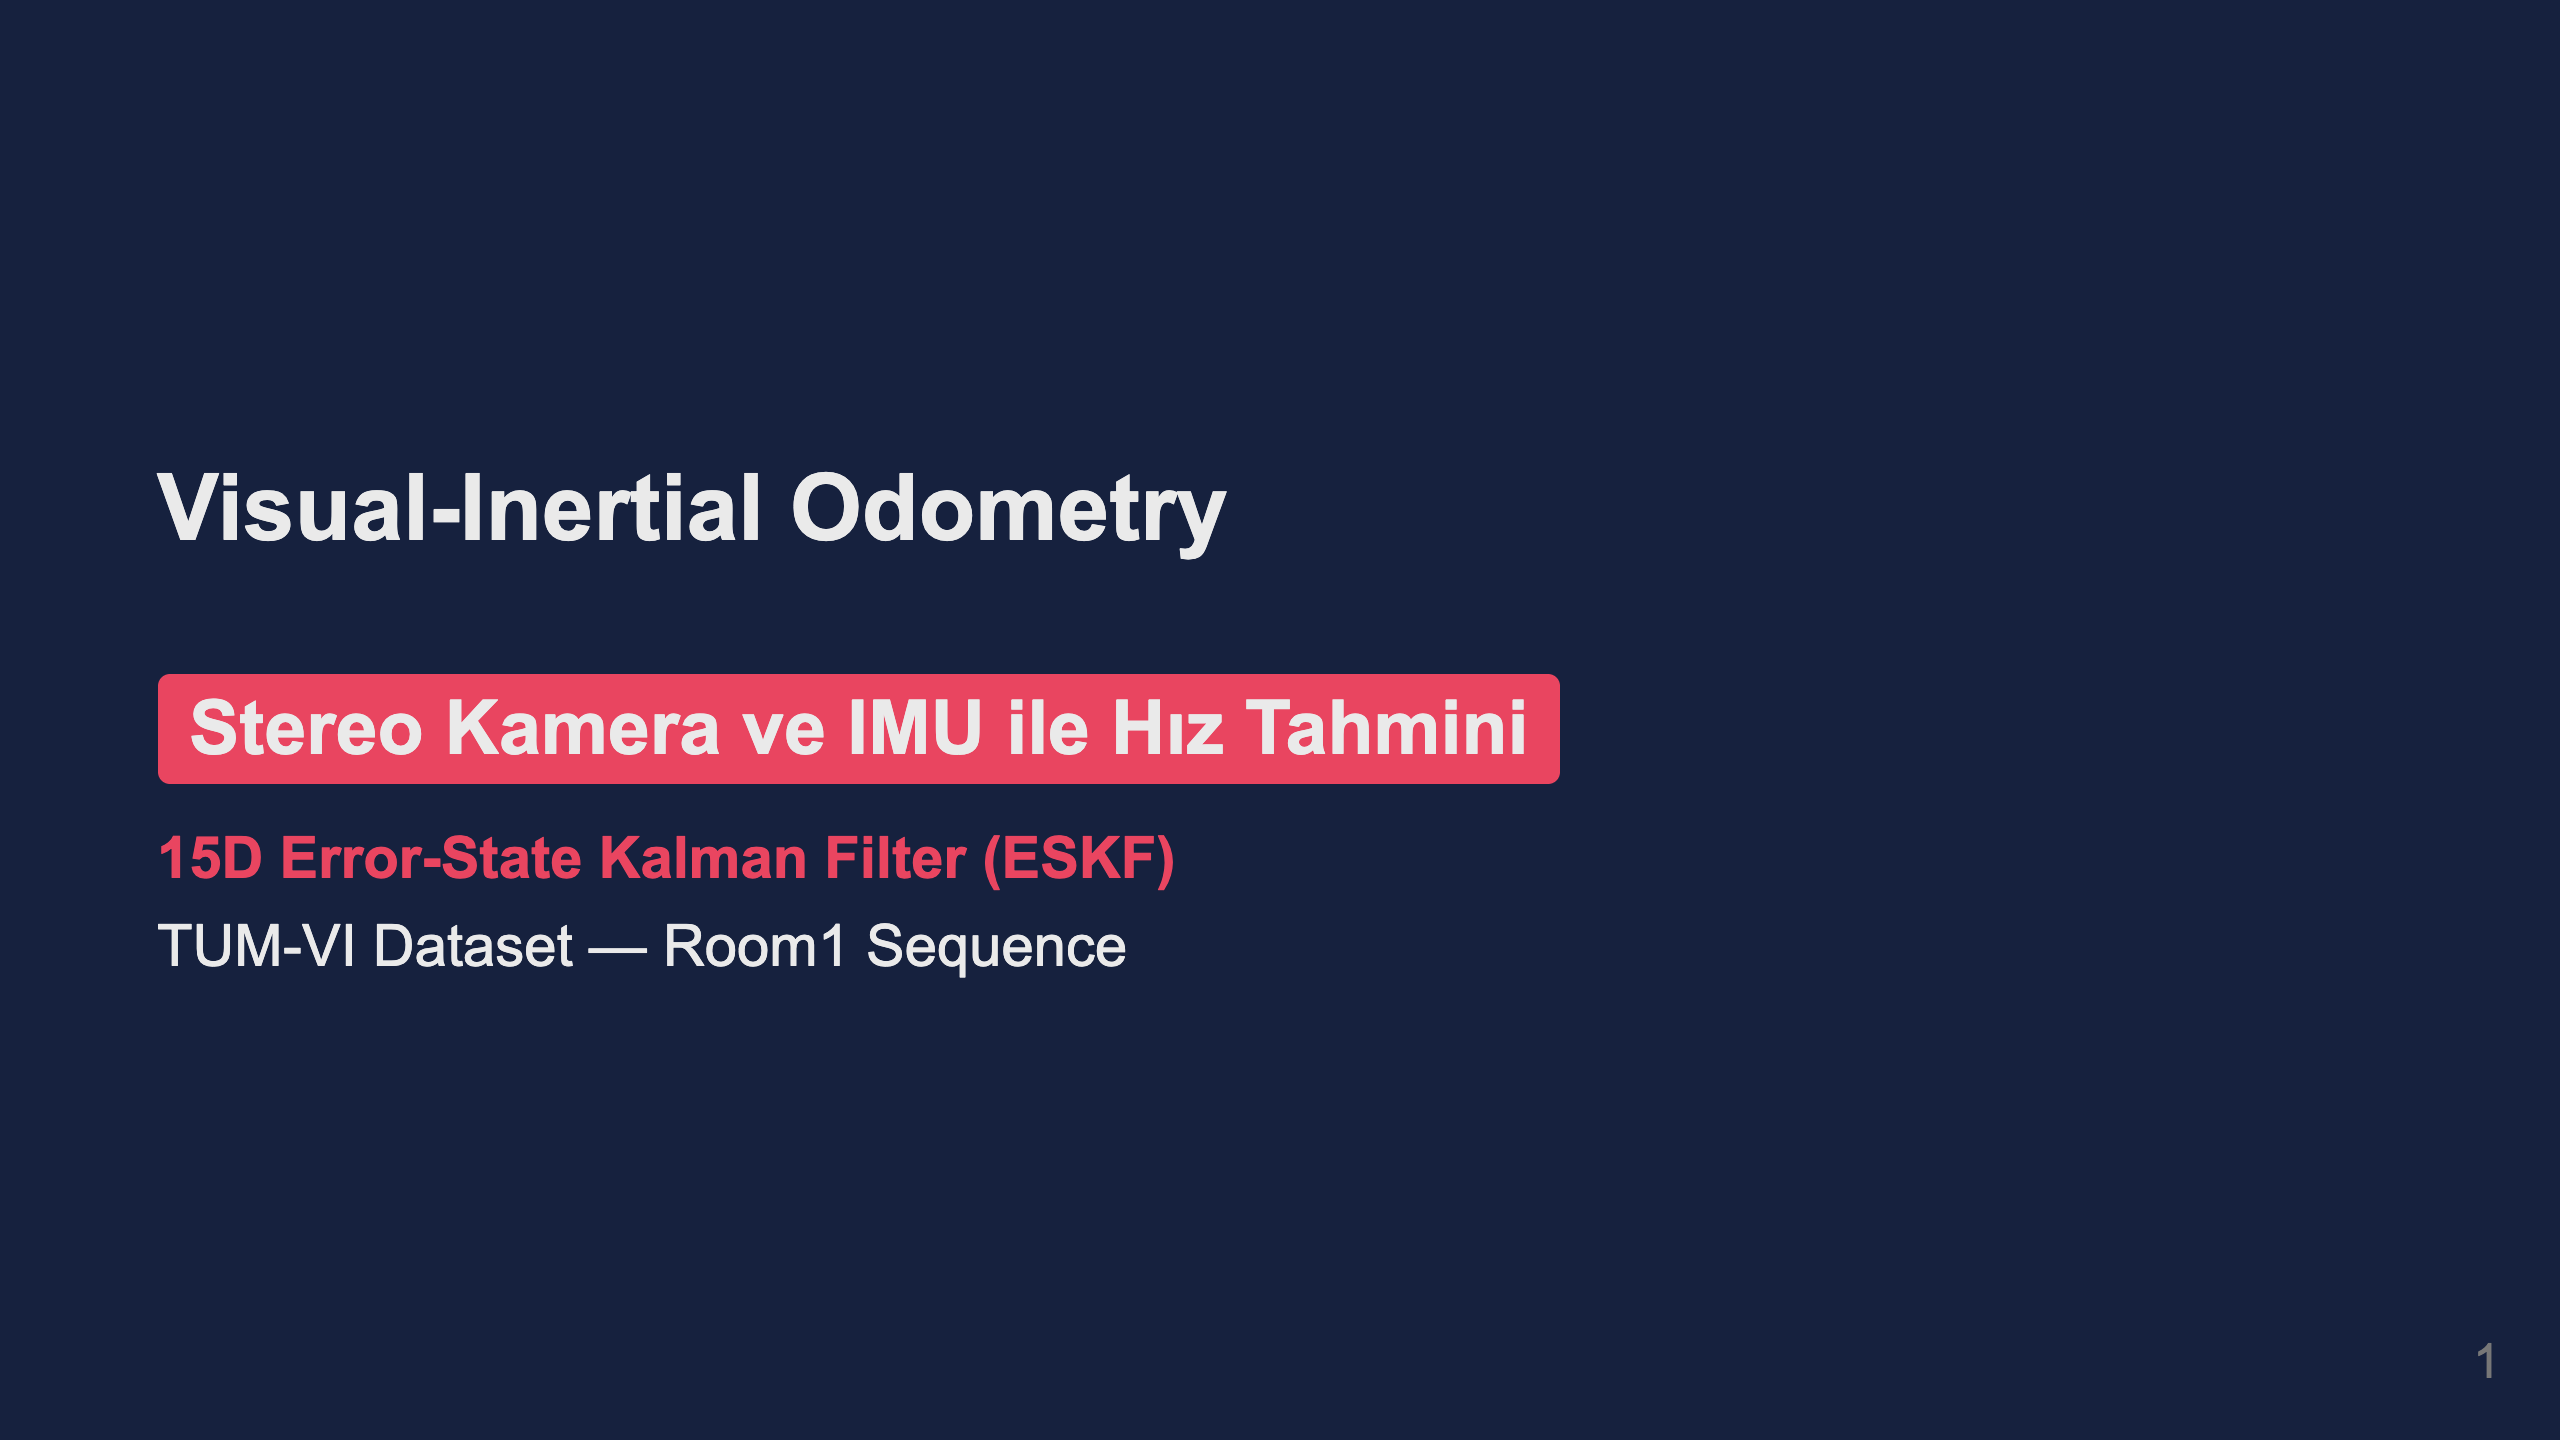 Visual-Inertial Odometry
Stereo Kamera ve IMU ile Hız Tahmini
15D Error-State Kalman Filter (ESKF)
TUM-VI Dataset — Room1 Sequence
1